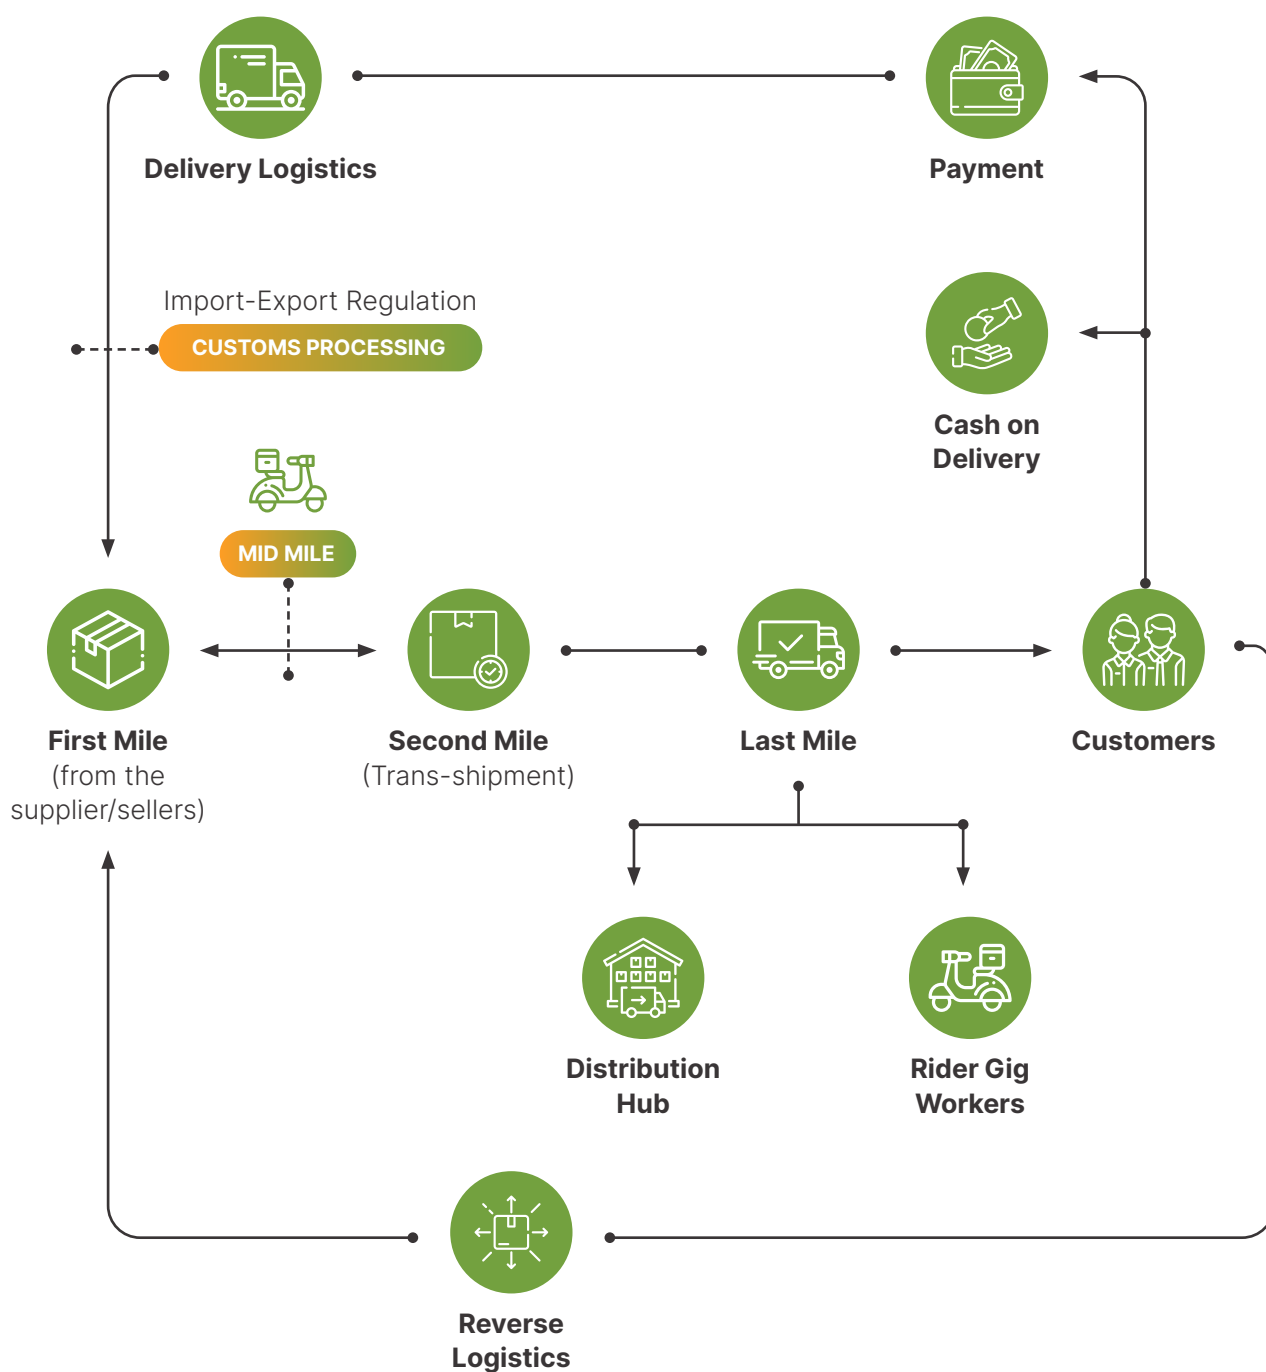 Delivery Logistics
Payment
Import-Export Regulation
CUSTOMS PROCESSING
Cash on
Delivery
MID MILE
First Mile
(from the
supplier/sellers)
Second Mile
(Trans-shipment)
Last Mile
Customers
Distribution
Hub
Rider Gig
Workers
Reverse
Logistics